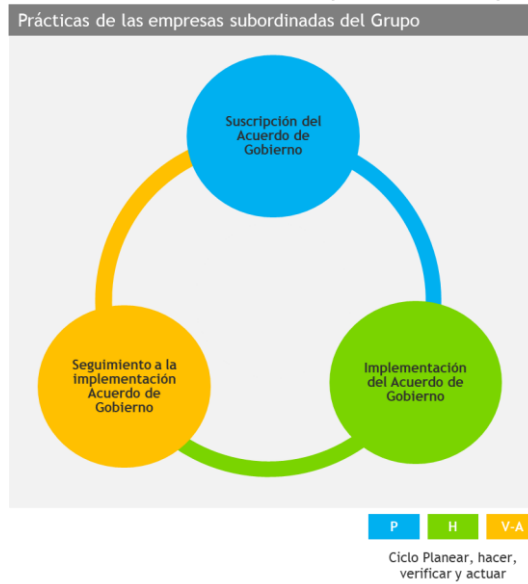 Prácticas de las empresas subordinadas del Grupo
Suscripción del
Acuerdo de
Gobierno
Seguimiento a la
implementación
Acuerdo de
Gobierno
Implementación
del Acuerdo de
Gobierno
P H V-A
Ciclo Planear, hacer,
verificar y actuar